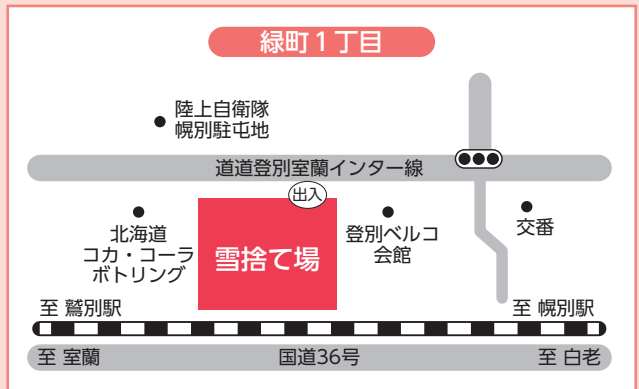 緑町1丁目
陸上自衛隊
幌別駐屯地
道道登別室蘭インター線
出入
北海道
コカ・コーラ
ボトリング
雪捨て場
登別ベルコ
会館
交番
至 鷲別駅
至 幌別駅
至 室蘭
国道36号
至 白老